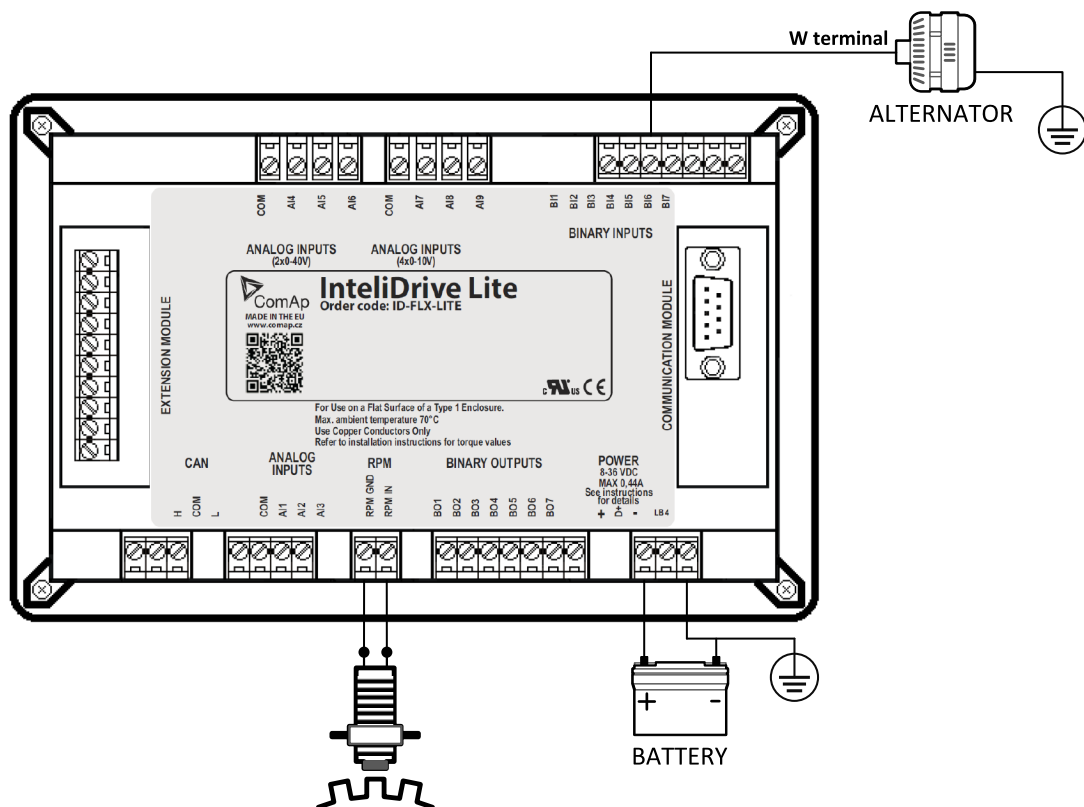 W terminal
ALTERNATOR
COM AI4 AI5 AI6 COM AI7 AI8 AI9 BI1 BI2 BI3 BI4 BI5 BI6 BI7
ANALOG INPUTS
(2x0-40V)
ANALOG INPUTS
(4x0-10V)
BINARY INPUTS
EXTENSION MODULE
ComAp
MADE IN THE EU
www.comap.cz
InteliDrive Lite
Order code: ID-FLX-LITE
C UR US CE
COMMUNICATION MODULE
For Use on a Flat Surface of a Type 1 Enclosure.
Max. ambient temperature 70°C
Use Copper Conductors Only
Refer to installation instructions for torque values
CAN
ANALOG
INPUTS
RPM
BINARY OUTPUTS
POWER
8-36 VDC
MAX 0,44A
See instructions
for details
H COM L COM AI1 AI2 AI3 RPM GND RPM IN BO1 BO2 BO3 BO4 BO5 BO6 BO7 + D+ - LB4
+ -
BATTERY